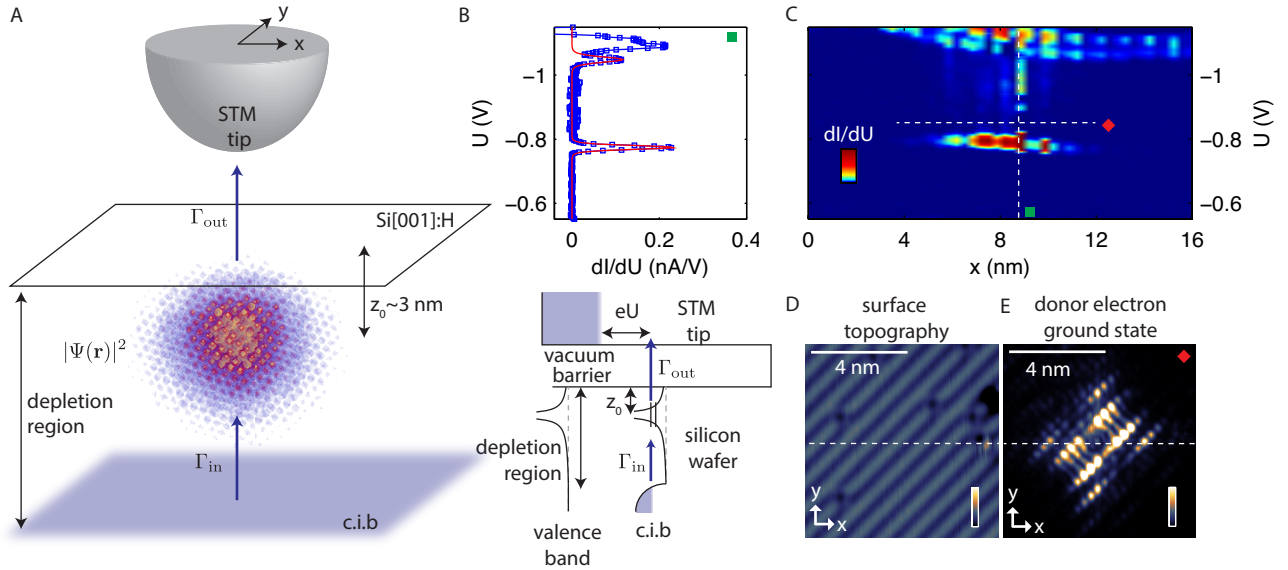 A
y
x
STM
tip
Γout
Si[001]:H
z₀~3 nm
|Ψ(r)|²
depletion
region
Γin
c.i.b
B
U (V)
-1
-0.8
-0.6
0
0.2
0.4
dI/dU (nA/V)
C
dI/dU
-1
-0.8
-0.6
U (V)
0
4
8
12
16
x (nm)
eU
STM
tip
vacuum
barrier
Γout
z₀
depletion
region
silicon
wafer
Γin
valence
band
c.i.b
D
surface
topography
4 nm
y
x
E
donor electron
ground state
4 nm
y
x